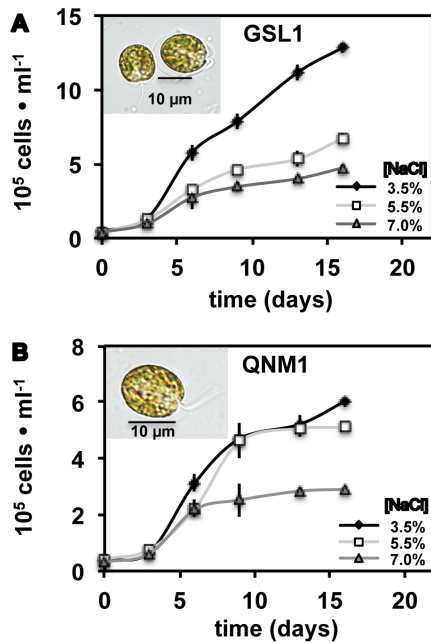 A
GSL1
15
10
5
0
10⁵ cells • ml⁻¹
10 µm
[NaCl]
3.5%
5.5%
7.0%
0 5 10 15 20
time (days)
B
QNM1
8
6
4
2
0
10⁵ cells • ml⁻¹
10 µm
[NaCl]
3.5%
5.5%
7.0%
0 5 10 15 20
time (days)